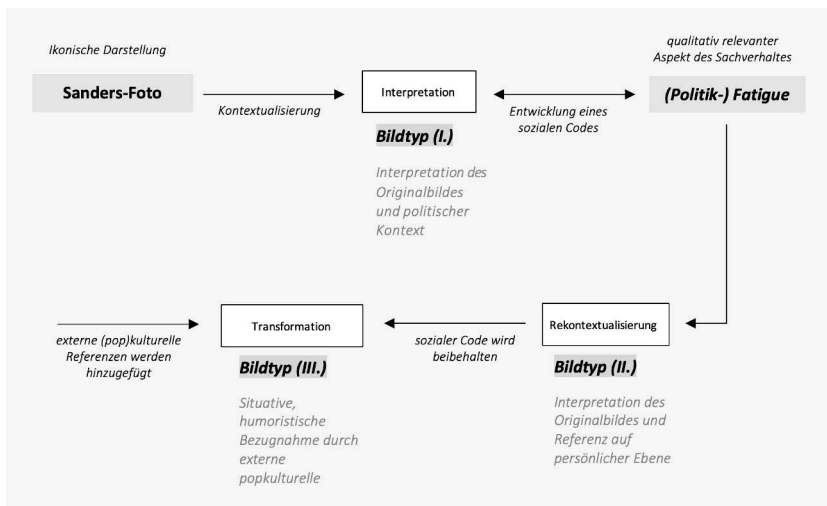 Ikonische Darstellung
Sanders-Foto
Kontextualisierung
Interpretation
Bildtyp (I.)
Interpretation des
Originalbildes
und politischer
Kontext
Entwicklung eines
sozialen Codes
qualitativ relevanter
Aspekt des Sachverhaltes
(Politik-) Fatigue
Rekontextualisierung
Bildtyp (II.)
Interpretation des
Originalbildes und
Referenz auf
persönlicher Ebene
sozialer Code wird
beibehalten
Transformation
Bildtyp (III.)
Situative,
humoristische
Bezugnahme durch
externe
popkulturelle
externe (pop)kulturelle
Referenzen werden
hinzugefügt